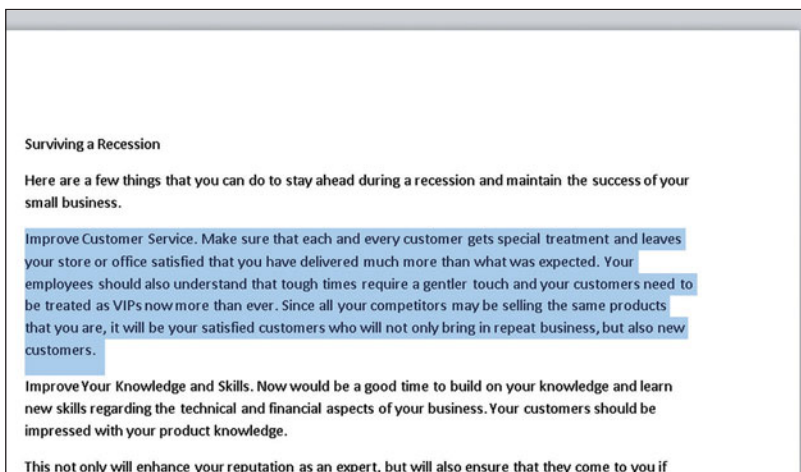 Surviving a Recession
Here are a few things that you can do to stay ahead during a recession and maintain the success of your
small business.
Improve Customer Service. Make sure that each and every customer gets special treatment and leaves
your store or office satisfied that you have delivered much more than what was expected. Your
employees should also understand that tough times require a gentler touch and your customers need to
be treated as VIPs now more than ever. Since all your competitors may be selling the same products
that you are, it will be your satisfied customers who will not only bring in repeat business, but also new
customers.
Improve Your Knowledge and Skills. Now would be a good time to build on your knowledge and learn
new skills regarding the technical and financial aspects of your business. Your customers should be
impressed with your product knowledge.
This not only will enhance your reputation as an expert, but will also ensure that they come to you if